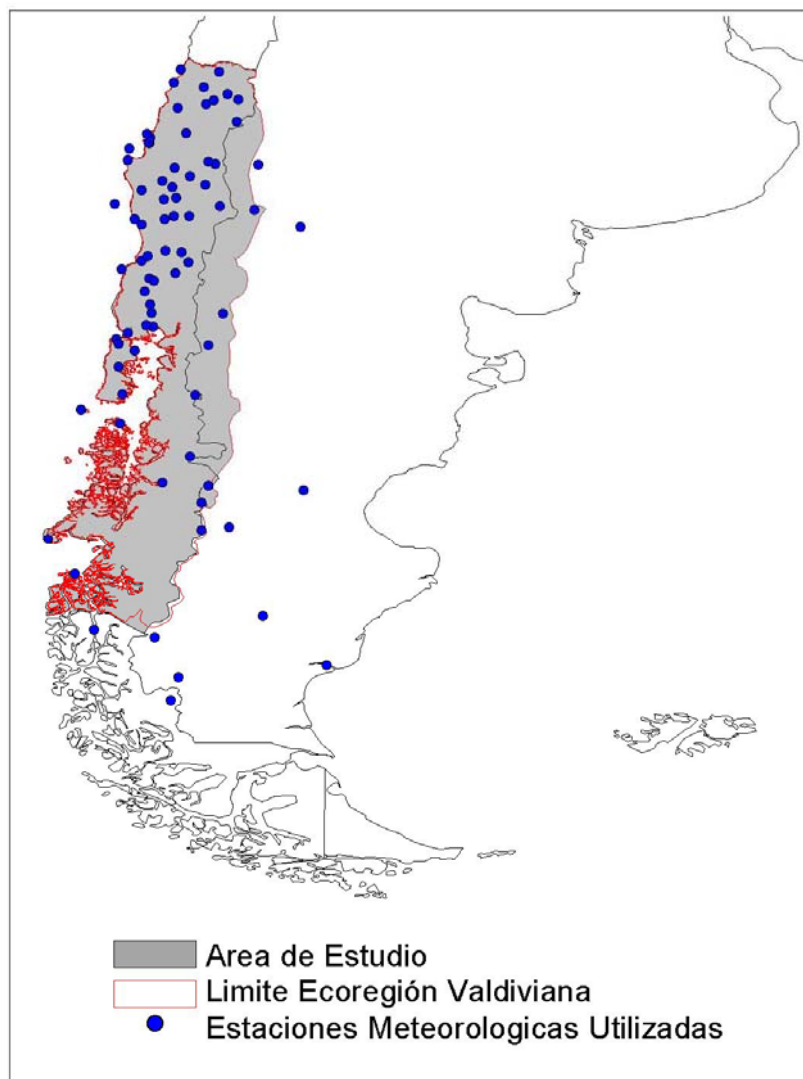 Area de Estudio
Limite Ecoregión Valdiviana
Estaciones Meteorologicas Utilizadas